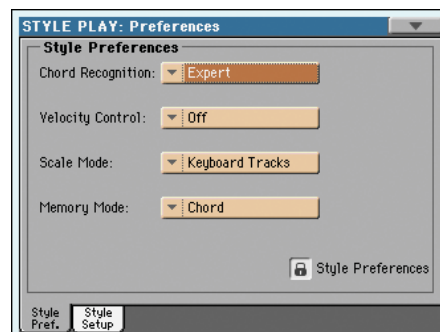 STYLE PLAY: Preferences
Style Preferences
Chord Recognition: Expert
Velocity Control: Off
Scale Mode: Keyboard Tracks
Memory Mode: Chord
Style Preferences
Style Pref. Style Setup